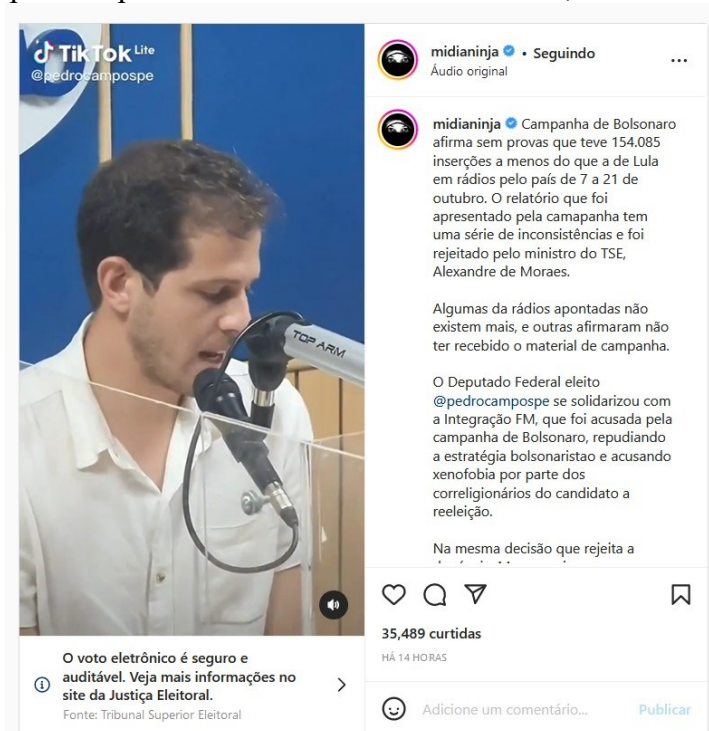 TikTok Lite
@pedrocampospe
TOP ARM
O voto eletrônico é seguro e
auditável. Veja mais informações no
site da Justiça Eleitoral.
Fonte: Tribunal Superior Eleitoral
midianinja • Seguindo
Áudio original
midianinja Campanha de Bolsonaro
afirma sem provas que teve 154.085
inserções a menos do que a de Lula
em rádios pelo país de 7 a 21 de
outubro. O relatório que foi
apresentado pela camapanha tem
uma série de inconsistências e foi
rejeitado pelo ministro do TSE,
Alexandre de Moraes.
Algumas da rádios apontadas não
existem mais, e outras afirmaram não
ter recebido o material de campanha.
O Deputado Federal eleito
@pedrocampospe se solidarizou com
a Integração FM, que foi acusada pela
campanha de Bolsonaro, repudiando
a estratégia bolsonaristao e acusando
xenofobia por parte dos
correligionários do candidato a
reeleição.
Na mesma decisão que rejeita a
35,489 curtidas
HÁ 14 HORAS
Adicione um comentário...
Publicar